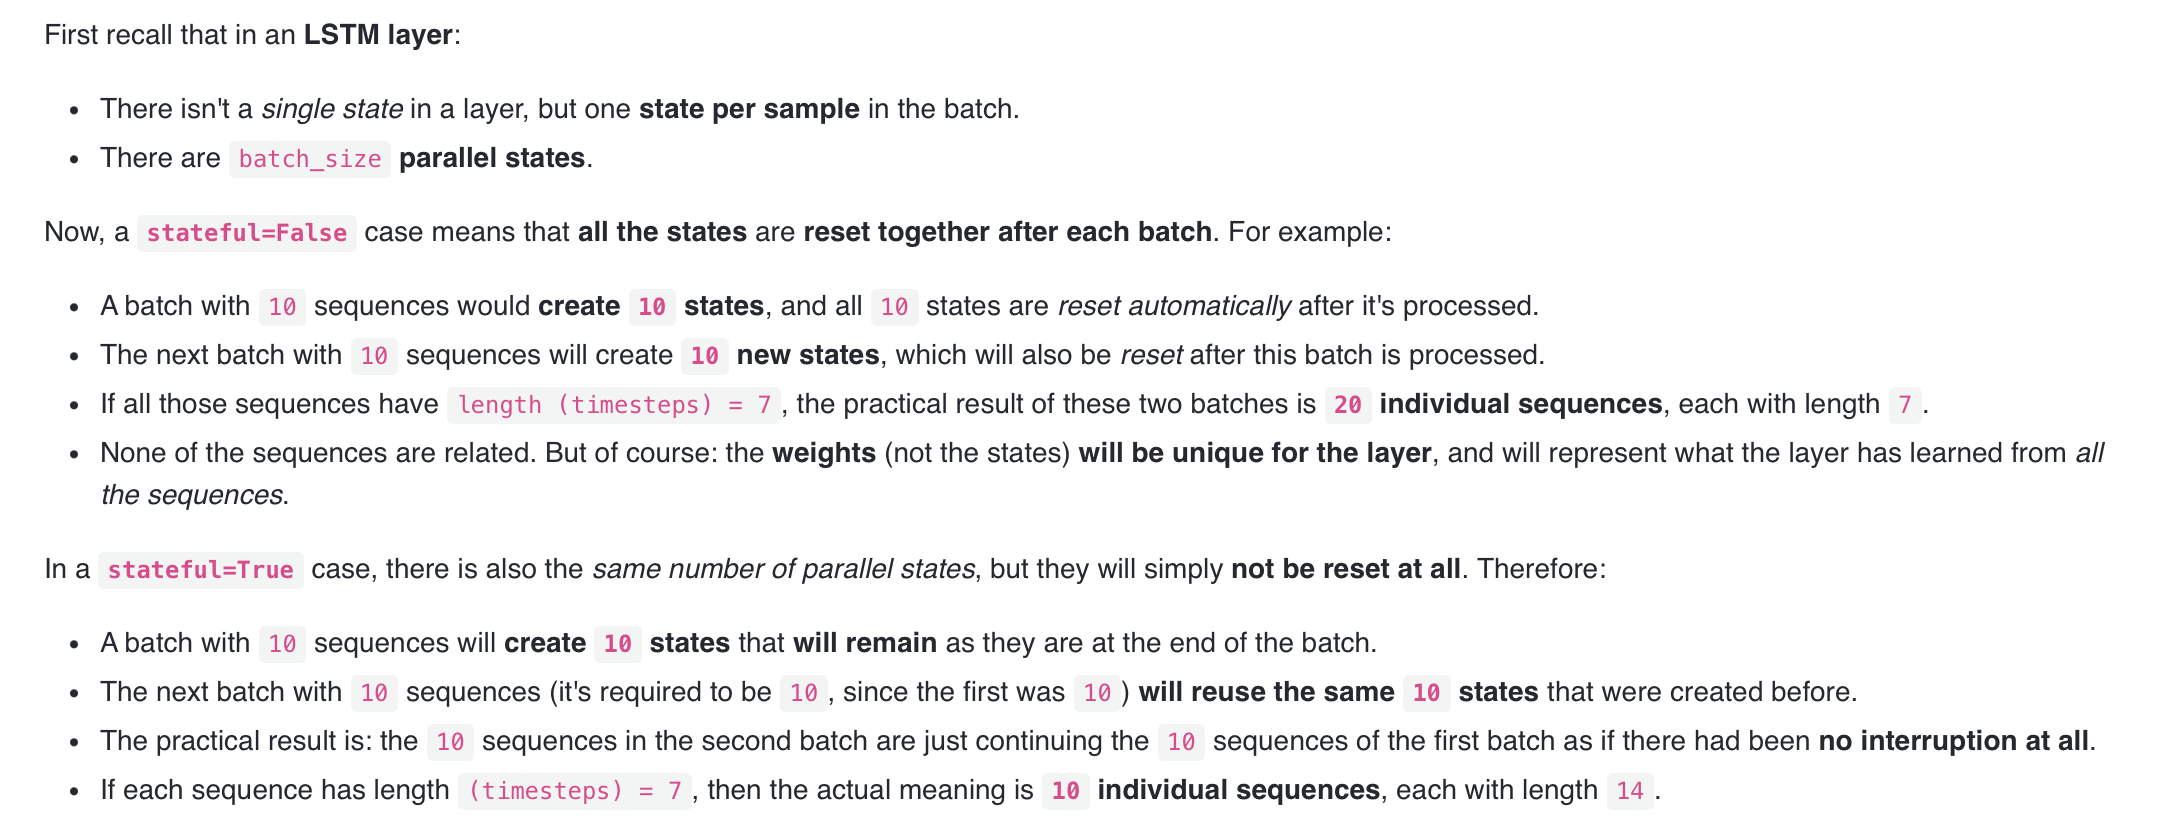 First recall that in an LSTM layer:
• There isn't a single state in a layer, but one state per sample in the batch.
• There are batch_size parallel states.
Now, a stateful=False case means that all the states are reset together after each batch. For example:
• A batch with 10 sequences would create 10 states, and all 10 states are reset automatically after it's processed.
• The next batch with 10 sequences will create 10 new states, which will also be reset after this batch is processed.
• If all those sequences have length (timesteps) = 7, the practical result of these two batches is 20 individual sequences, each with length 7.
• None of the sequences are related. But of course: the weights (not the states) will be unique for the layer, and will represent what the layer has learned from all
the sequences.
In a stateful=True case, there is also the same number of parallel states, but they will simply not be reset at all. Therefore:
• A batch with 10 sequences will create 10 states that will remain as they are at the end of the batch.
• The next batch with 10 sequences (it's required to be 10, since the first was 10) will reuse the same 10 states that were created before.
• The practical result is: the 10 sequences in the second batch are just continuing the 10 sequences of the first batch as if there had been no interruption at all.
• If each sequence has length (timesteps) = 7, then the actual meaning is 10 individual sequences, each with length 14.